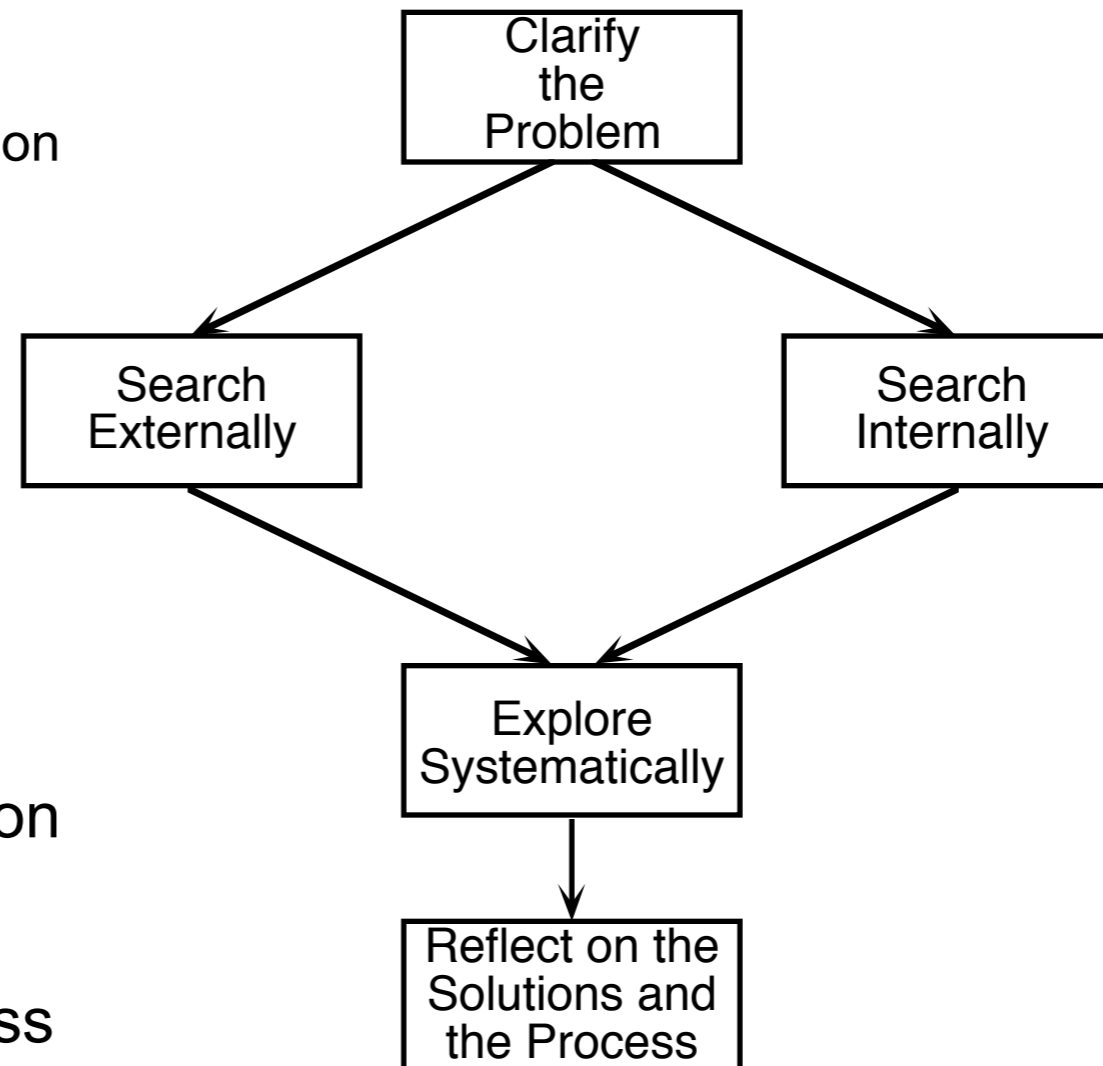 Clarify
the
Problem
on
Search
Externally
Search
Internally
Explore
Systematically
on
Reflect on the
Solutions and
the Process
ss